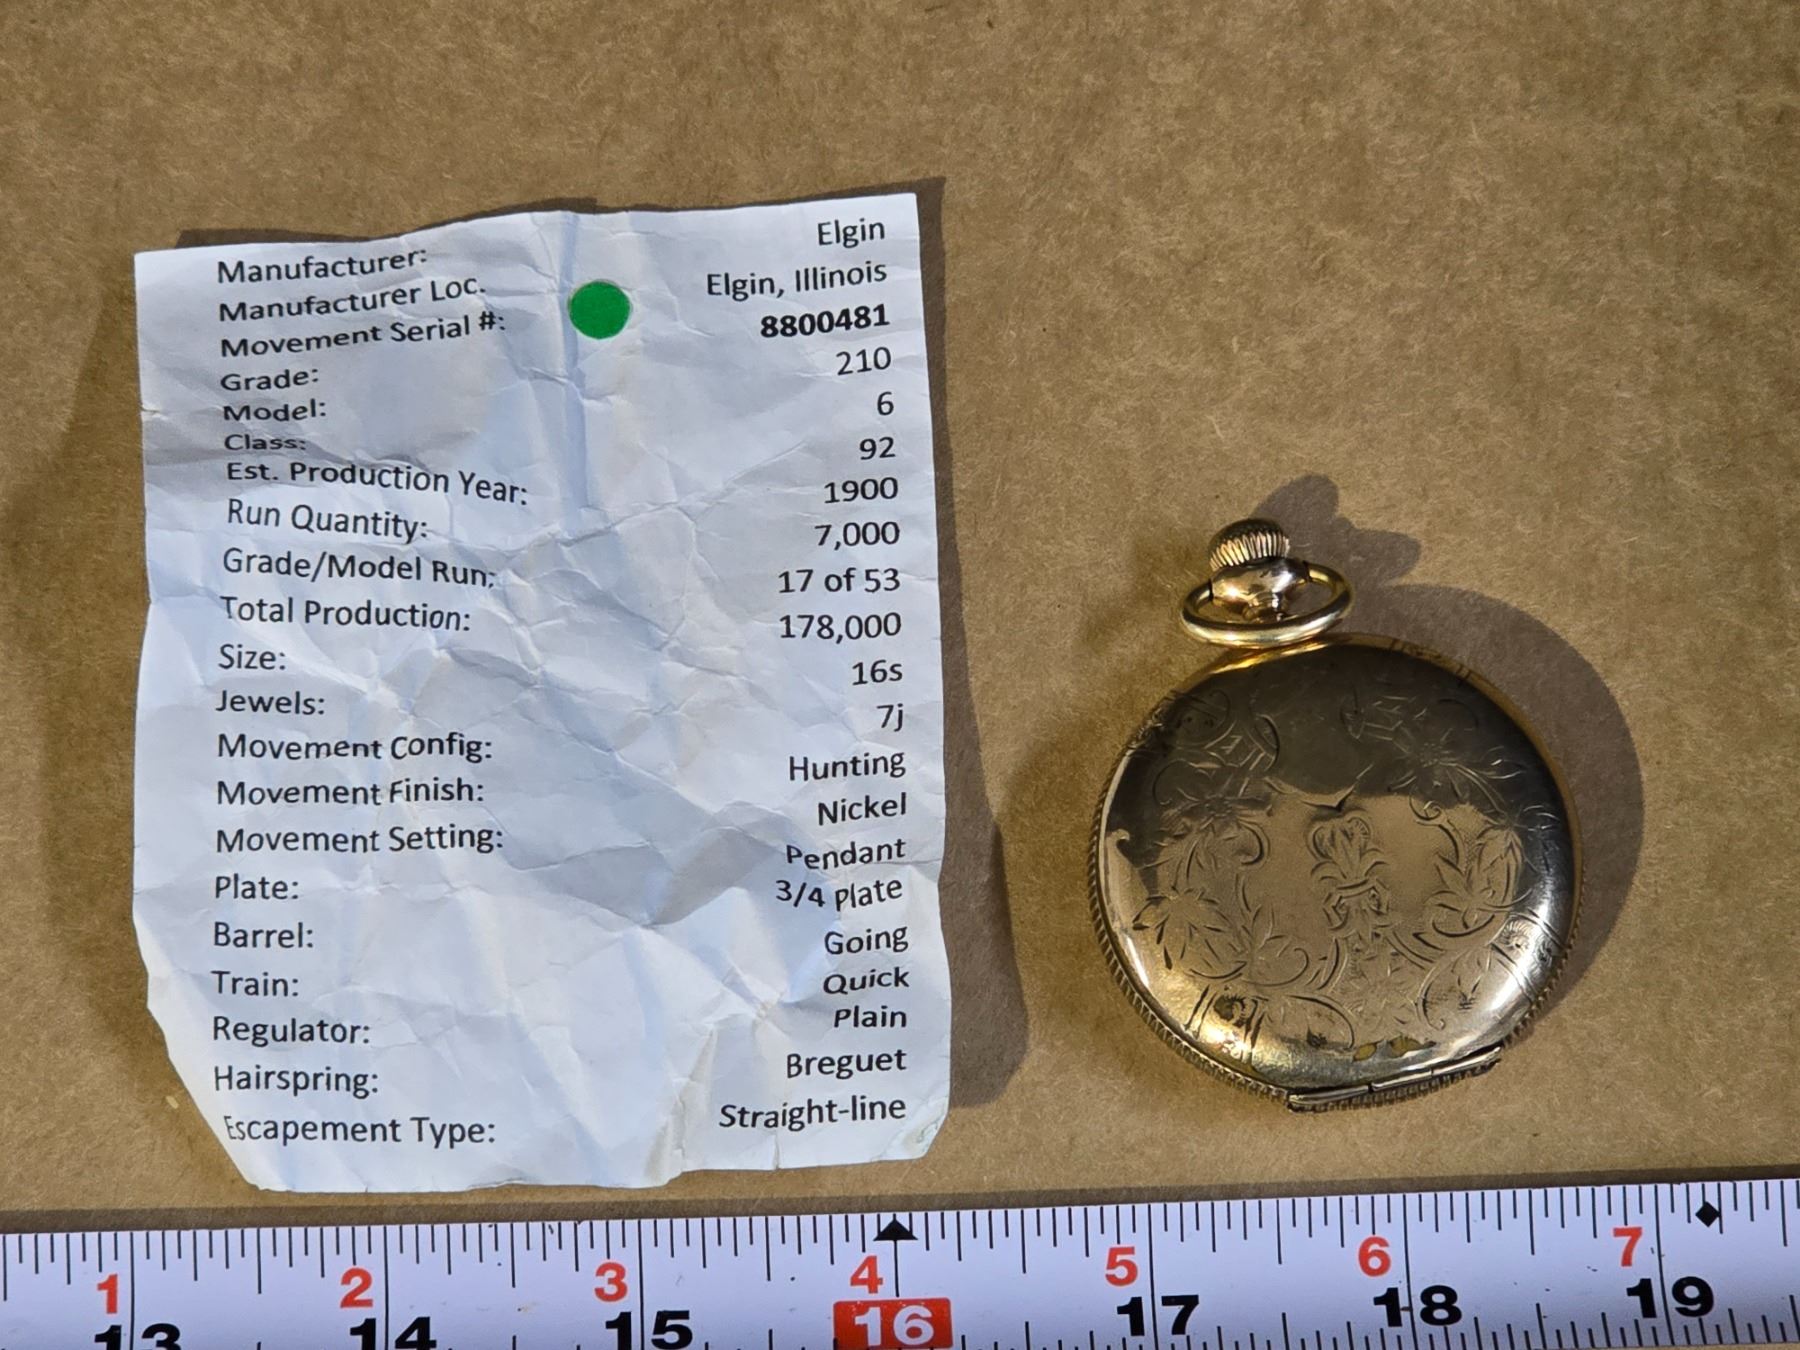 Manufacturer: Elgin
Manufacturer Loc. Elgin, Illinois
Movement Serial #: 8800481
Grade: 210
Model: 6
Class: 92
Est. Production Year: 1900
Run Quantity: 7,000
Grade/Model Run: 17 of 53
Total Production: 178,000
Size: 16s
Jewels: 7j
Movement Config: Hunting
Movement Finish: Nickel
Movement Setting: Pendant
Plate: 3/4 Plate
Barrel: Going
Train: Quick
Regulator: Plain
Hairspring: Breguet
Escapement Type: Straight-line
1 2 3 4 5 6 7
13 14 15 16 17 18 19